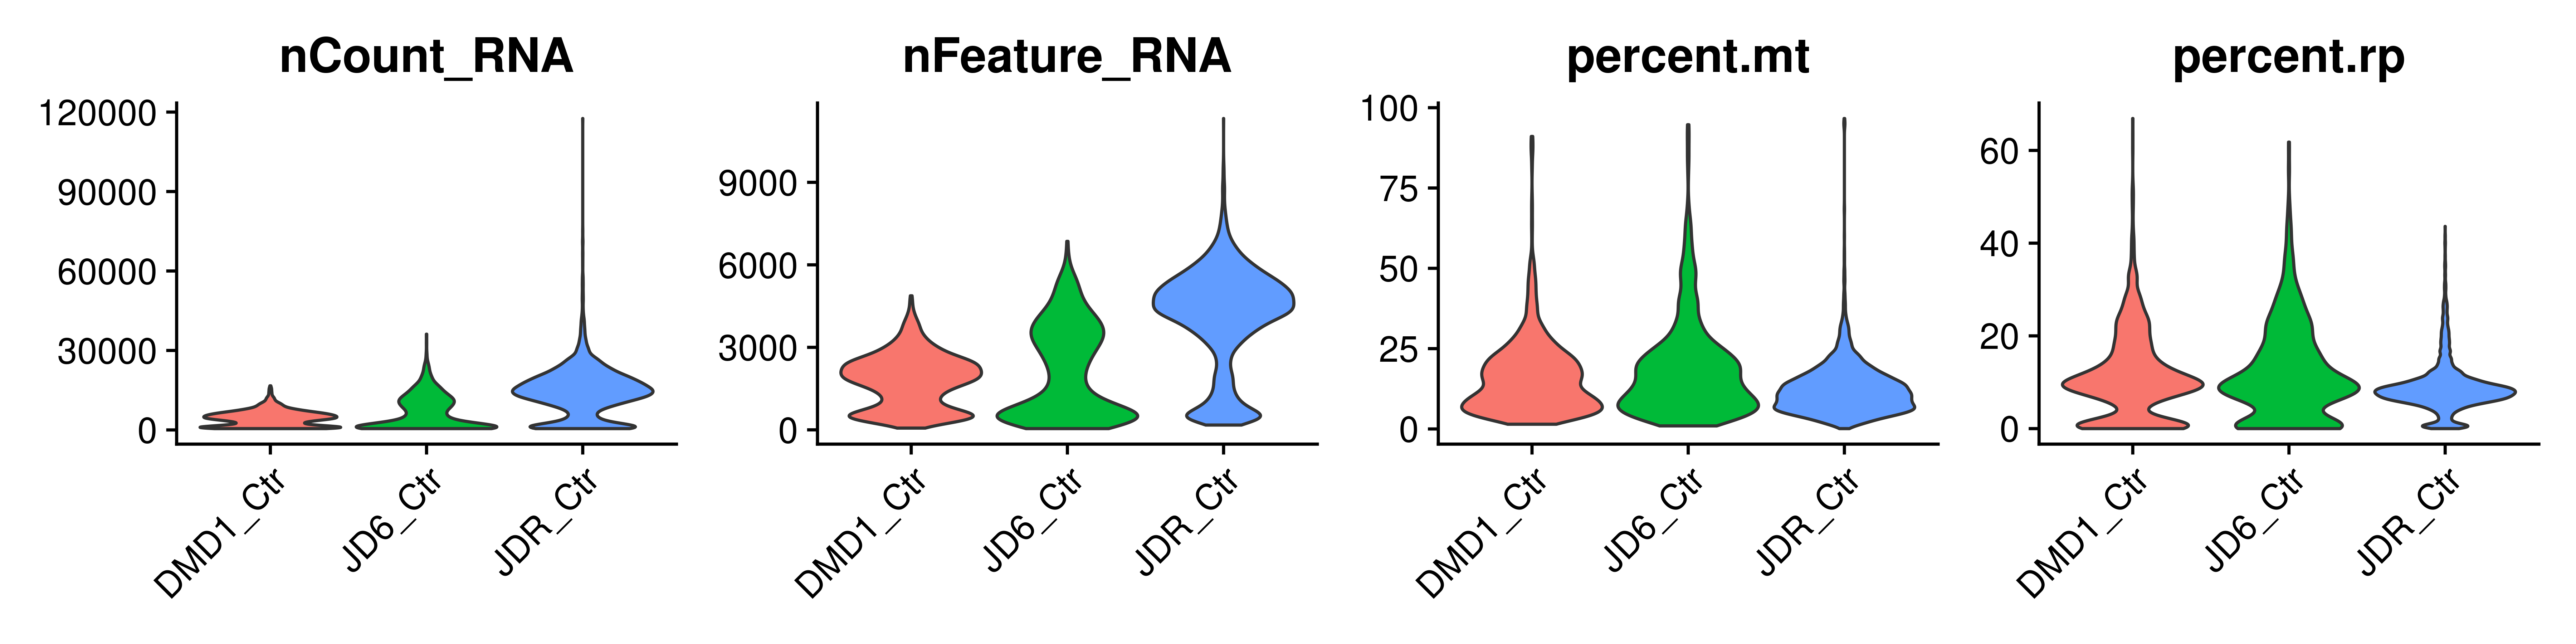 nCount_RNA
120000
90000
60000
30000
0
DMD1_Ctr
JD6_Ctr
JDR_Ctr
nFeature_RNA
9000
6000
3000
0
DMD1_Ctr
JD6_Ctr
JDR_Ctr
percent.mt
100
75
50
25
0
DMD1_Ctr
JD6_Ctr
JDR_Ctr
percent.rp
60
40
20
0
DMD1_Ctr
JD6_Ctr
JDR_Ctr